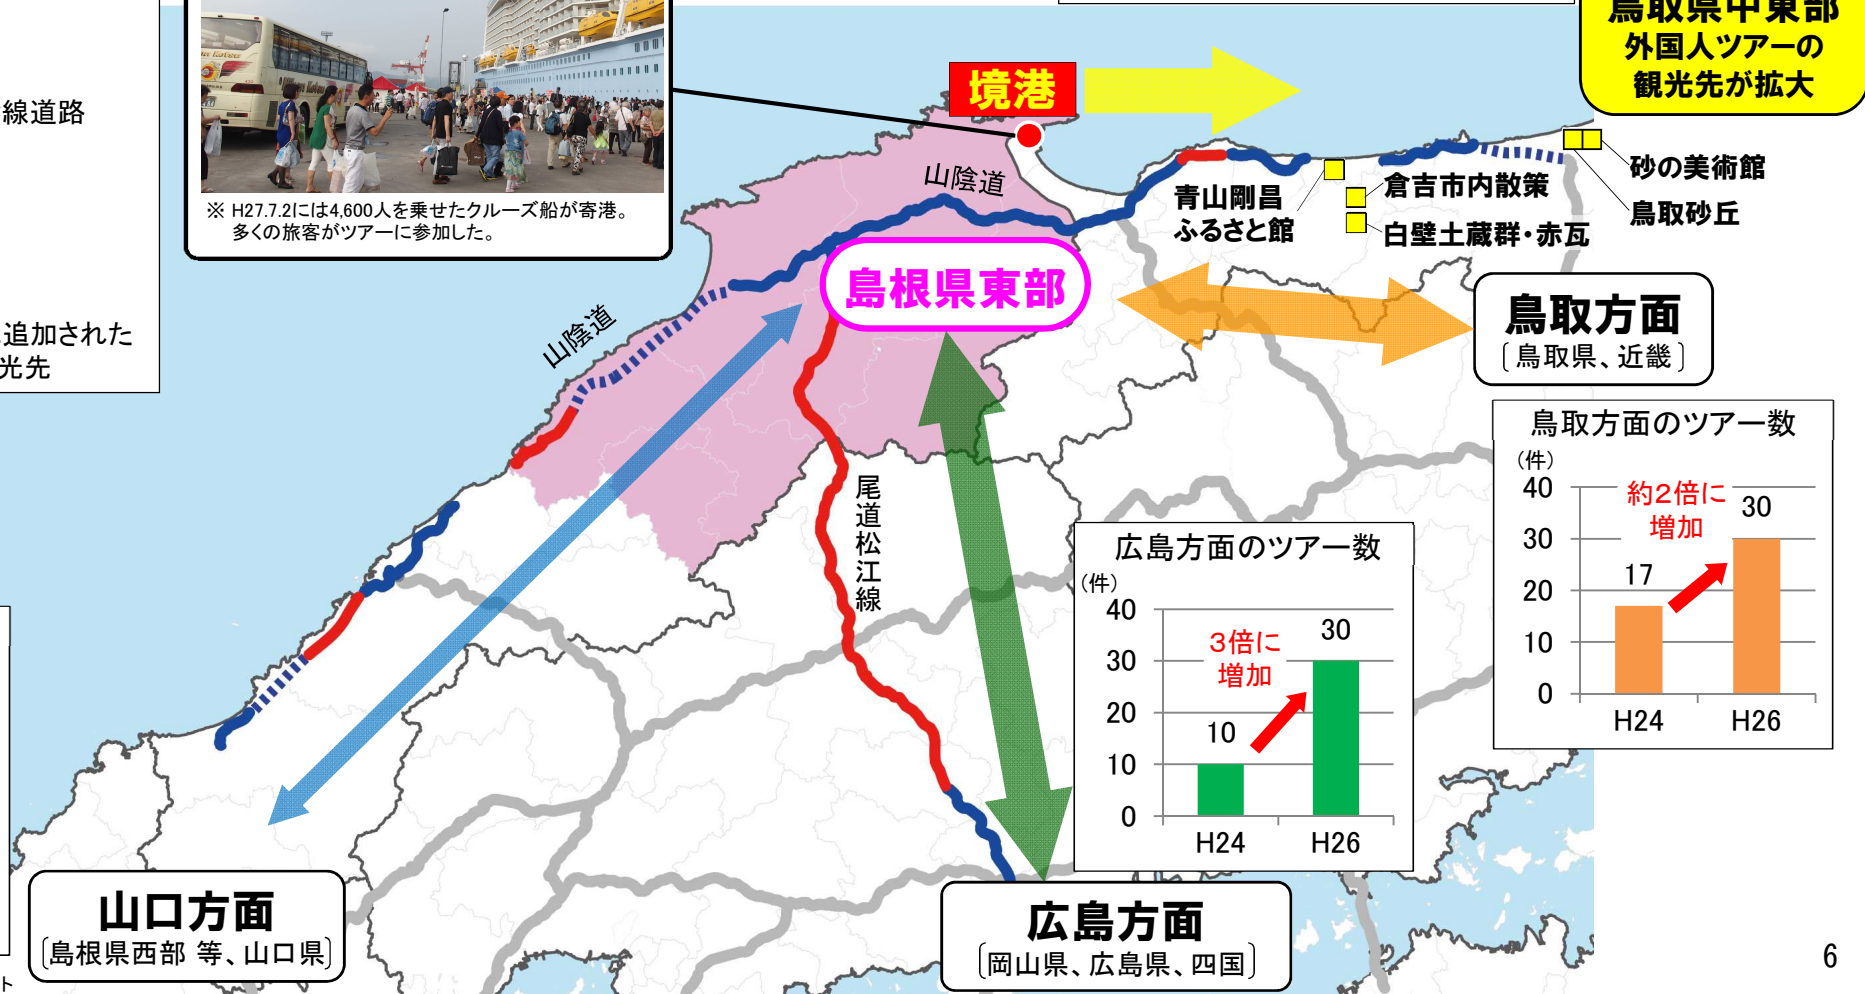 鳥取県中東部
外国人ツアーの
観光先が拡大
線道路
追加された
光先
※ H27.7.2には4,600人を乗せたクルーズ船が寄港。
多くの旅客がツアーに参加した。
境港
山陰道
山陰道
青山剛昌
ふるさと館
倉吉市内散策
白壁土蔵群・赤瓦
砂の美術館
鳥取砂丘
島根県東部
鳥取方面
[鳥取県、近畿]
尾道松江線
鳥取方面のツアー数
(件)
40
30
20
10
0
約2倍に
増加
17
30
H24
H26
広島方面のツアー数
(件)
40
30
20
10
0
3倍に
増加
10
30
H24
H26
山口方面
[島根県西部 等、山口県]
広島方面
[岡山県、広島県、四国]
ト
6